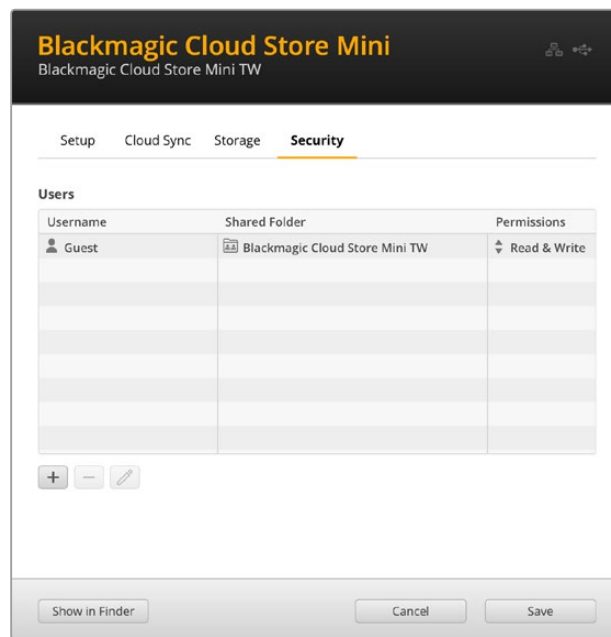 Blackmagic Cloud Store Mini
Blackmagic Cloud Store Mini TW
Setup Cloud Sync Storage Security
Users
Username Shared Folder Permissions
Guest Blackmagic Cloud Store Mini TW Read & Write
Show in Finder Cancel Save